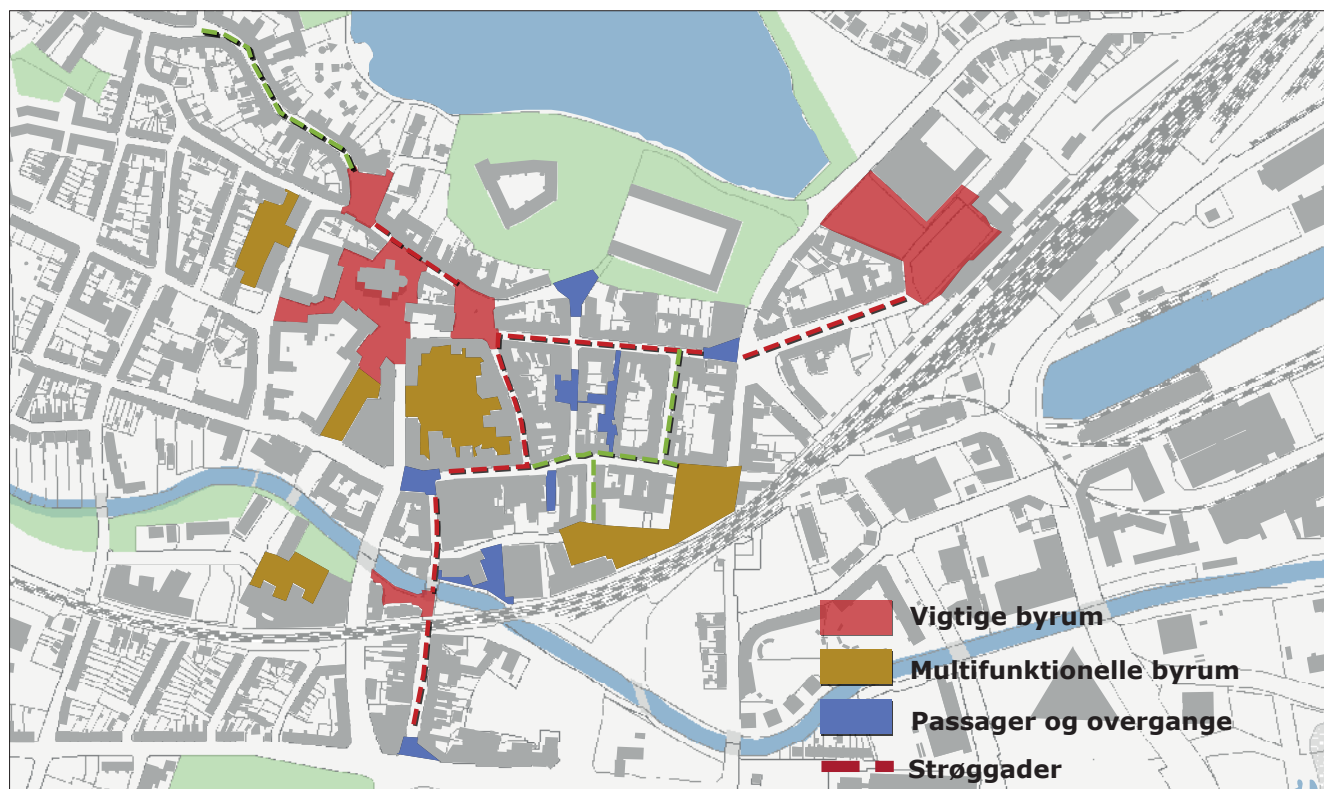 Vigtige byrum
Multifunktionelle byrum
Passager og overgange
Strøggader